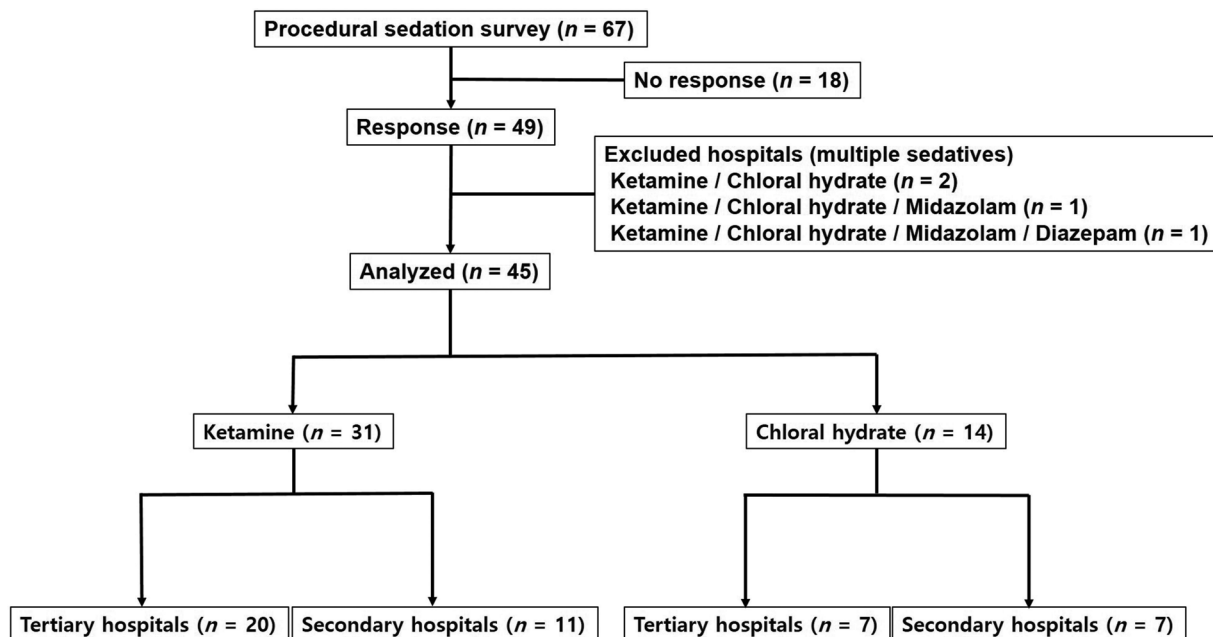 Procedural sedation survey (n = 67)
No response (n = 18)
Response (n = 49)
Excluded hospitals (multiple sedatives)
Ketamine / Chloral hydrate (n = 2)
Ketamine / Chloral hydrate / Midazolam (n = 1)
Ketamine / Chloral hydrate / Midazolam / Diazepam (n = 1)
Analyzed (n = 45)
Ketamine (n = 31)
Chloral hydrate (n = 14)
Tertiary hospitals (n = 20)
Secondary hospitals (n = 11)
Tertiary hospitals (n = 7)
Secondary hospitals (n = 7)